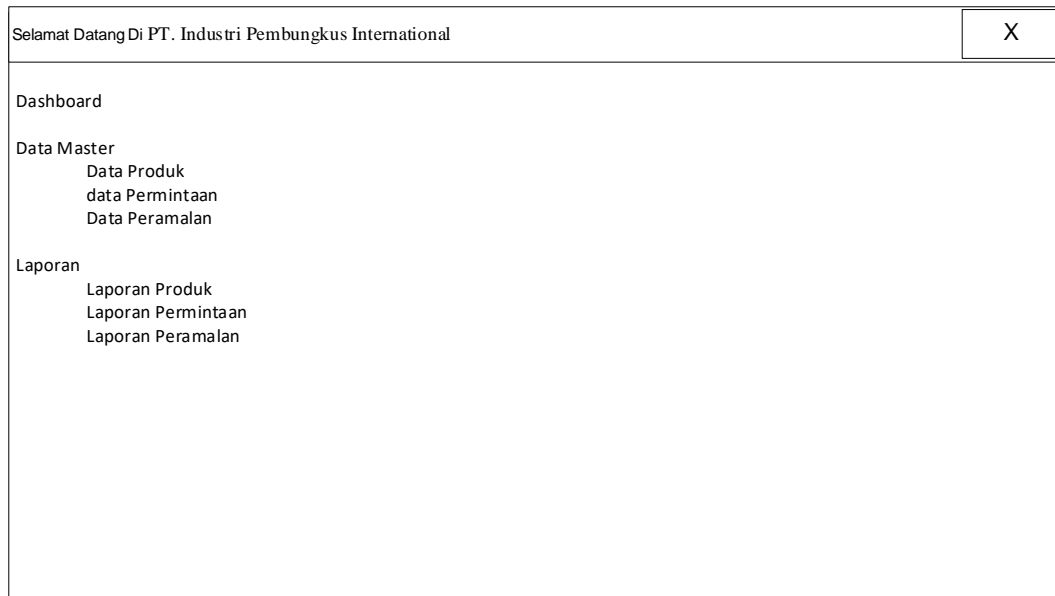 Selamat Datang Di PT. Industri Pembungkus International
X
Dashboard
Data Master
Data Produk
data Permintaan
Data Peramalan
Laporan
Laporan Produk
Laporan Permintaan
Laporan Peramalan